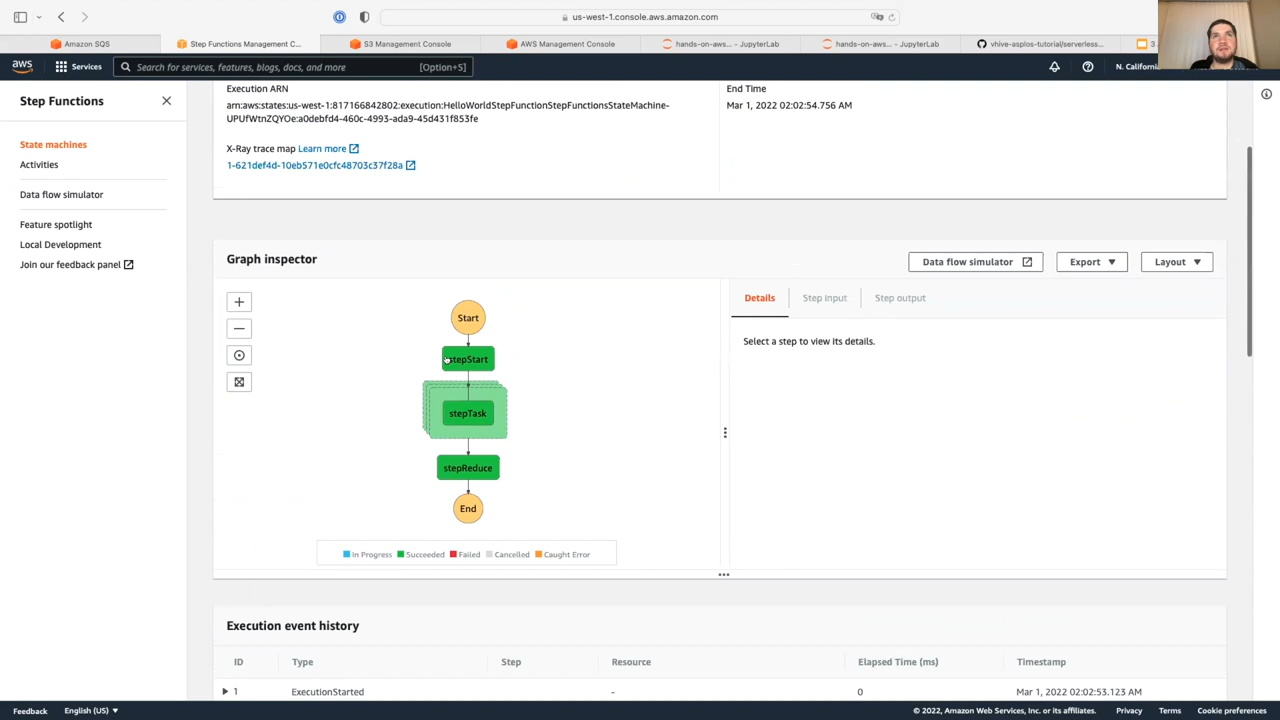 us-west-1.console.aws.amazon.com
Amazon SQS
Step Functions Management C...
S3 Management Console
AWS Management Console
hands-on-aws... - JupyterLab
hands-on-aws... - JupyterLab
vhive-asplos-tutorial/serverless...
3.
aws
Services
Search for services, features, blogs, docs, and more
[Option+S]
N. California
Step Functions
State machines
Activities
Data flow simulator
Feature spotlight
Local Development
Join our feedback panel
Execution ARN
arn:aws:states:us-west-1:817166842802:execution:HelloWorldStepFunctionStepFunctionsStateMachine-
UPUfWtnZQYOe:a0debfd4-460c-4993-ada9-45d431f853fe
End Time
Mar 1, 2022 02:02:54.756 AM
X-Ray trace map Learn more
1-621def4d-10eb571e0cfc48703c37f28a
Graph inspector
Data flow simulator
Export
Layout
Start
stepStart
stepTask
stepReduce
End
In Progress Succeeded Failed Cancelled Caught Error
Details
Step input
Step output
Select a step to view its details.
Execution event history
ID Type Step Resource Elapsed Time (ms) Timestamp
1 ExecutionStarted - 0 Mar 1, 2022 02:02:53.123 AM
Feedback
English (US)
© 2022, Amazon Web Services, Inc. or its affiliates.
Privacy
Terms
Cookie preferences